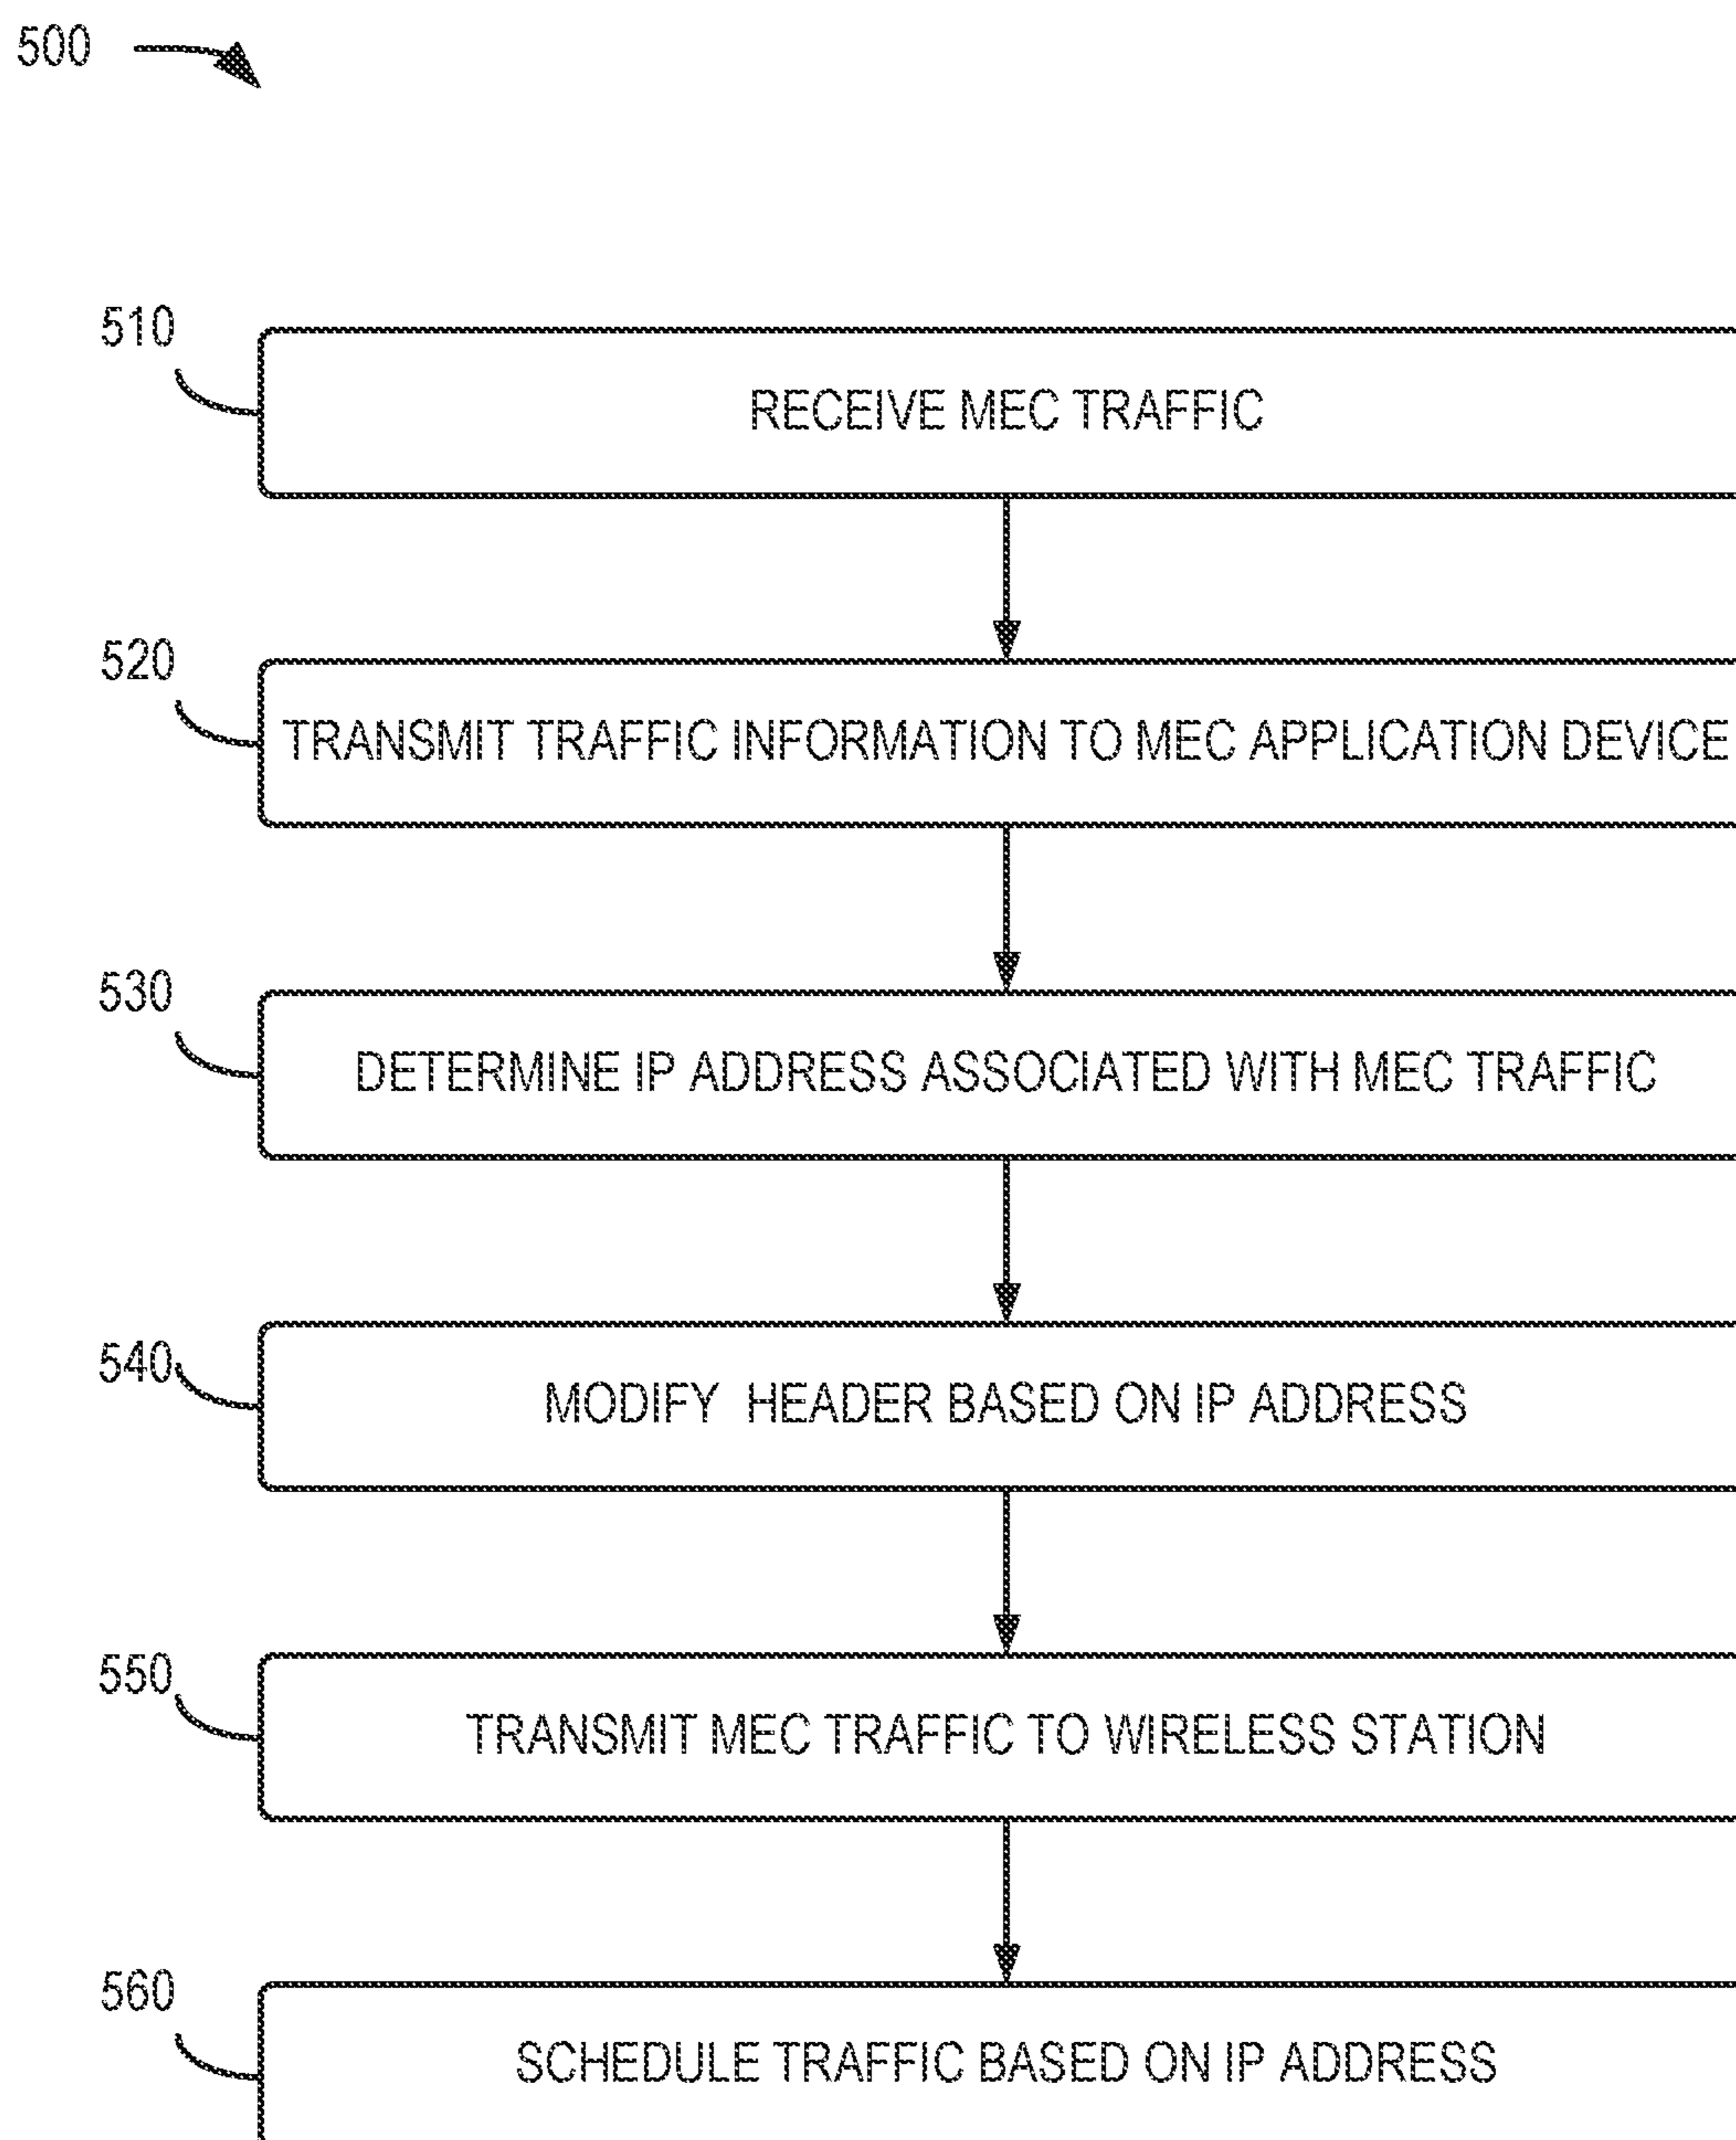 500
510
RECEIVE MEC TRAFFIC
520
TRANSMIT TRAFFIC INFORMATION TO MEC APPLICATION DEVICE
530
DETERMINE IP ADDRESS ASSOCIATED WITH MEC TRAFFIC
540
MODIFY HEADER BASED ON IP ADDRESS
550
TRANSMIT MEC TRAFFIC TO WIRELESS STATION
560
SCHEDULE TRAFFIC BASED ON IP ADDRESS